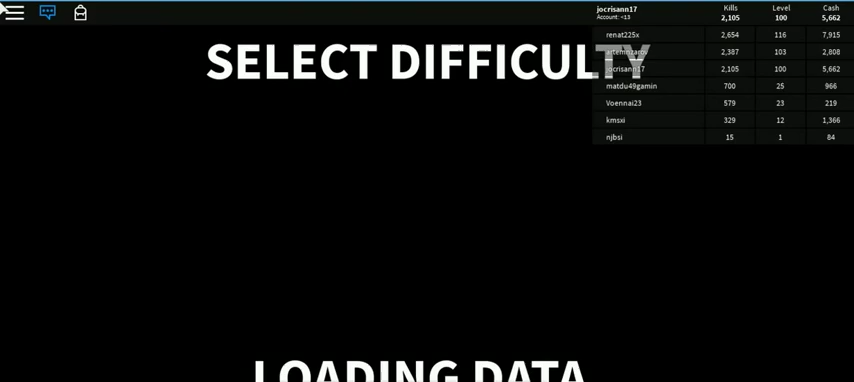 jocrisann17 Kills Level Cash
Account: <13 2,105 100 5,662
renat225x 2,654 116 7,915
SELECT DIFFICULTY
artemnzarov 2,387 103 2,808
jocrisann17 2,105 100 5,662
matdu49gamin 700 25 966
Voennai23 579 23 219
kmsxi 329 12 1,366
njbsi 15 1 84
LOADING DATA